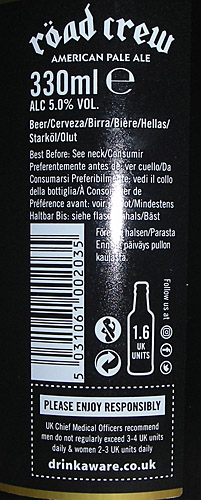 röad crew
AMERICAN PALE ALE
330ml e
ALC 5.0% VOL.
Beer/Cerveza/Birra/Bière/Hellas/
Starköl/Olut
Best Before: See neck/Consumir
Preferentemente antes de: ver cuello/Da
Consumarsi Preferibilmente: vedi il collo
della bottiglia/À Consommer de
Préférence avant: voir /Mindestens
Haltbar Bis: siehe flaschenhals/Bäst
Före: halsen/Parasta
Ennen: päiväys pullon
kaulasta.
5 031061 002035
1.6
UK
UNITS
Follow us at
PLEASE ENJOY RESPONSIBLY
UK Chief Medical Officers recommend
men do not regularly exceed 3-4 UK units
daily & women 2-3 UK units daily
drinkaware.co.uk